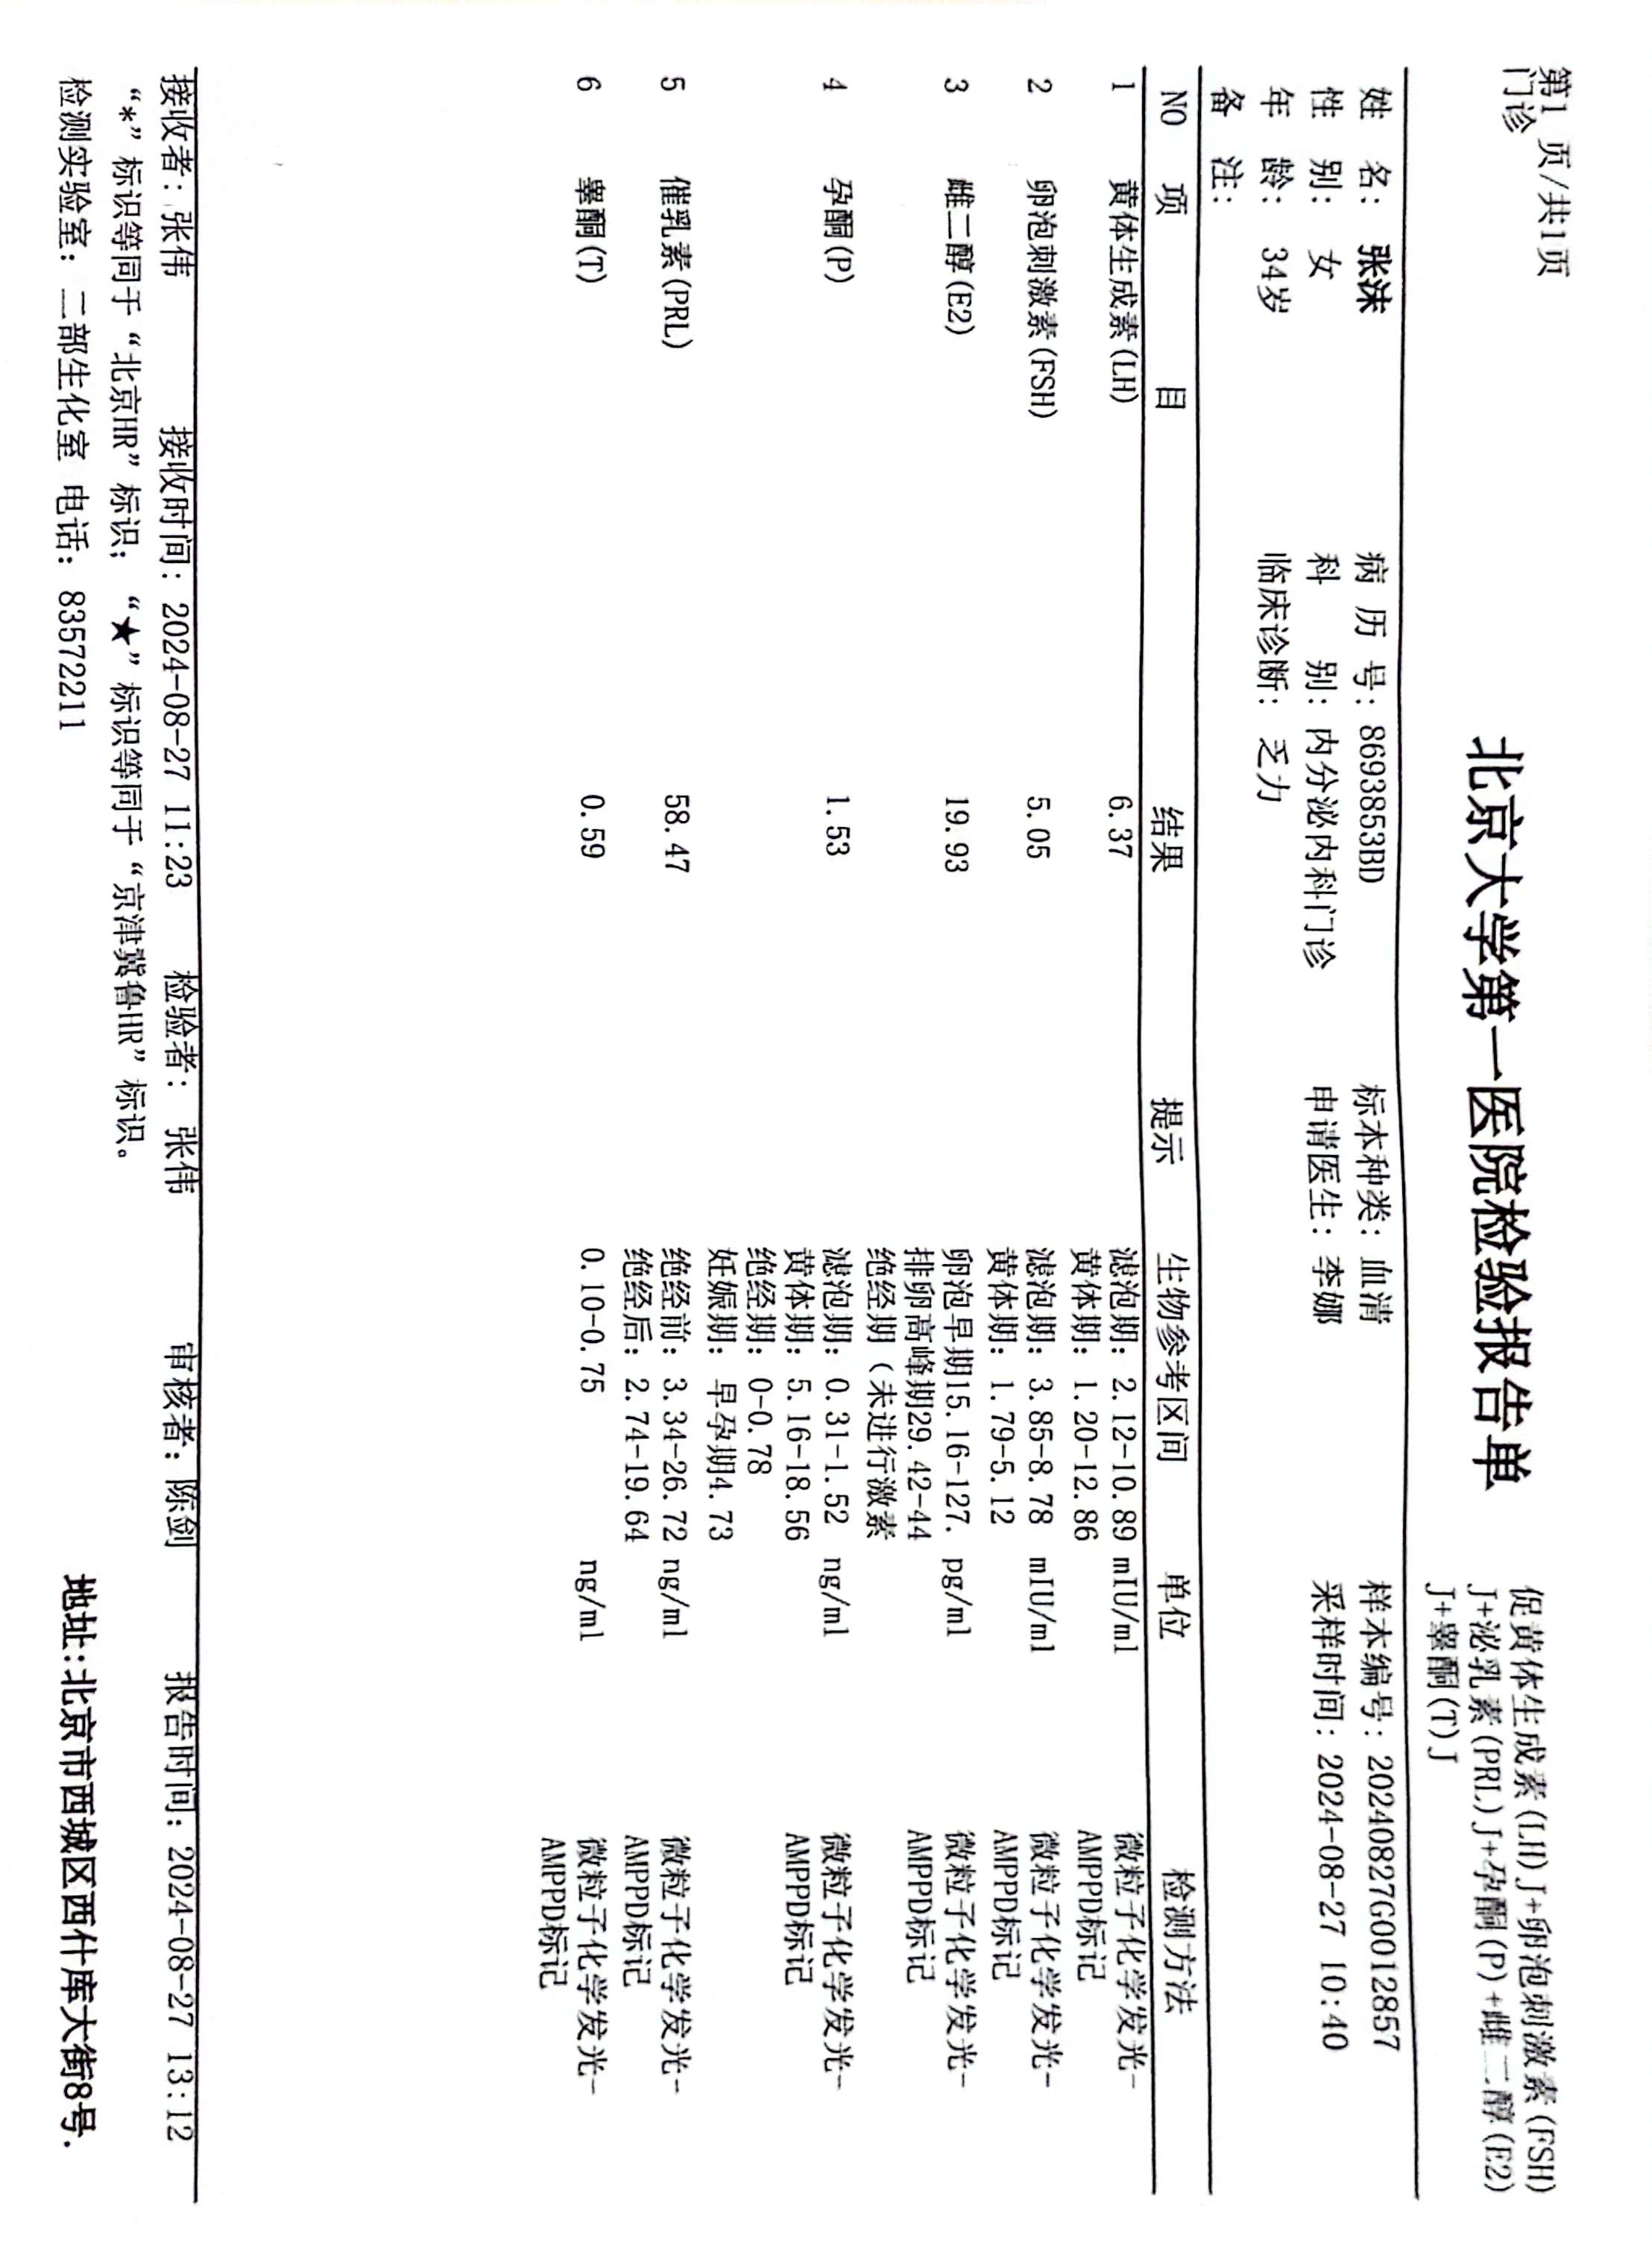 第1 页/共1页
门诊
北京大学第一医院检验报告单
促黄体生成素(LH)J+卵泡刺激素(FSH)
J+泌乳素(PRL)J+孕酮(P)+雌二醇(E2)
J+睾酮(T)J
姓 名： 张沫 病 历 号：8693853BD 标本种类：血清 样本编号：20240827G0012857
性 别： 女 科 别：内分泌内科门诊 申请医生：李娜 采样时间：2024-08-27 10:40
年 龄： 34岁 临床诊断： 乏力
备 注：
NO 项 目 结果 提示 生物参考区间 单位 检测方法
1 黄体生成素(LH) 6.37 滤泡期：2.12-10.89 mIU/ml 微粒子化学发光-
黄体期：1.20-12.86 AMPPD标记
2 卵泡刺激素(FSH) 5.05 滤泡期：3.85-8.78 mIU/ml 微粒子化学发光-
黄体期：1.79-5.12 AMPPD标记
3 雌二醇(E2) 19.93 卵泡早期15.16-127. pg/ml 微粒子化学发光-
排卵高峰期29.42-44 AMPPD标记
绝经期（未进行激素
4 孕酮(P) 1.53 滤泡期：0.31-1.52 ng/ml 微粒子化学发光-
黄体期：5.16-18.56 AMPPD标记
绝经期：0-0.78
妊娠期：早孕期4.73
5 催乳素(PRL) 58.47 绝经前：3.34-26.72 ng/ml 微粒子化学发光-
绝经后：2.74-19.64 AMPPD标记
6 睾酮(T) 0.59 0.10-0.75 ng/ml 微粒子化学发光-
AMPPD标记
接收者：张伟 接收时间：2024-08-27 11:23 检验者： 张伟 审核者：陈剑 报告时间：2024-08-27 13:12
“*”标识等同于“北京HR”标识；“★”标识等同于“京津冀鲁HR”标识。
检测实验室：二部生化室 电话：83572211 地址:北京市西城区西什库大街8号.